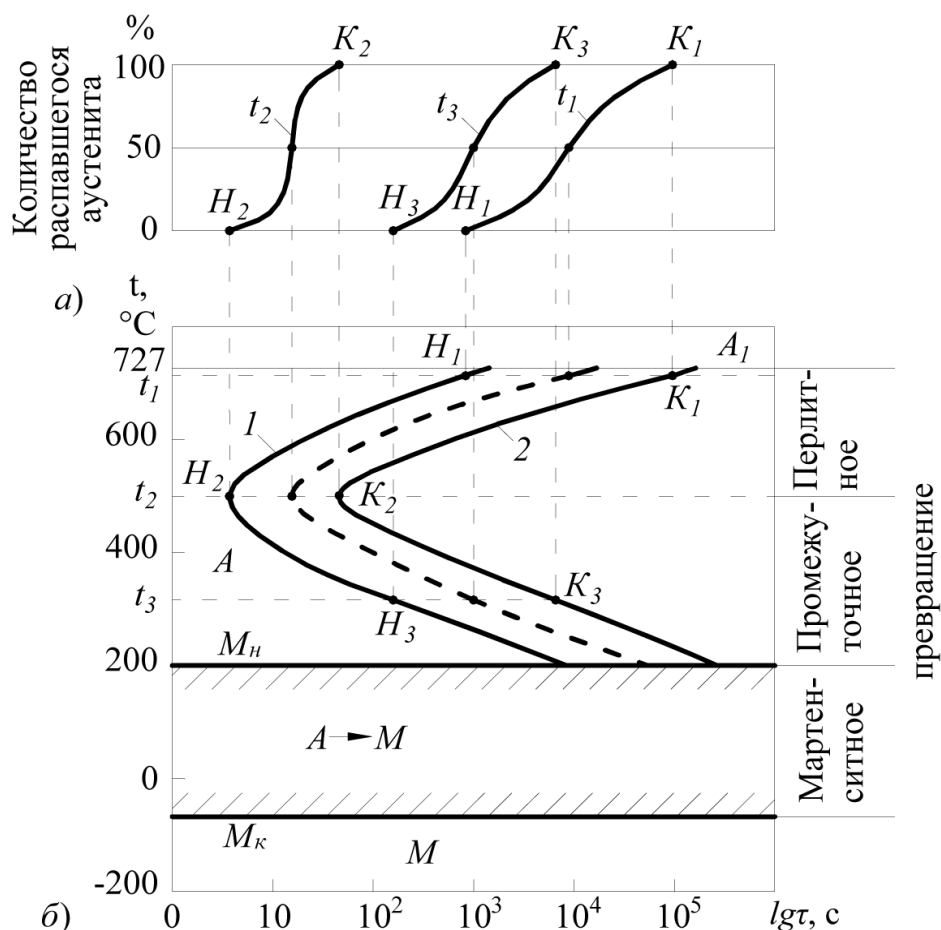 %
Количество
распавшегося
аустенита
100
50
0
К₂
К₃
К₁
t₂
t₃
t₁
Н₂
Н₃
Н₁
а)
t,
°C
727
t₁
600
t₂
400
t₃
200
0
-200
Н₁
А₁
К₁
1
2
Н₂
К₂
А
К₃
Н₃
Мн
А М
Мк
М
Перлит-
ное
Промежу-
точное
Мартен-
ситное
превращение
б)
0
10
10²
10³
10⁴
10⁵
lgτ, с